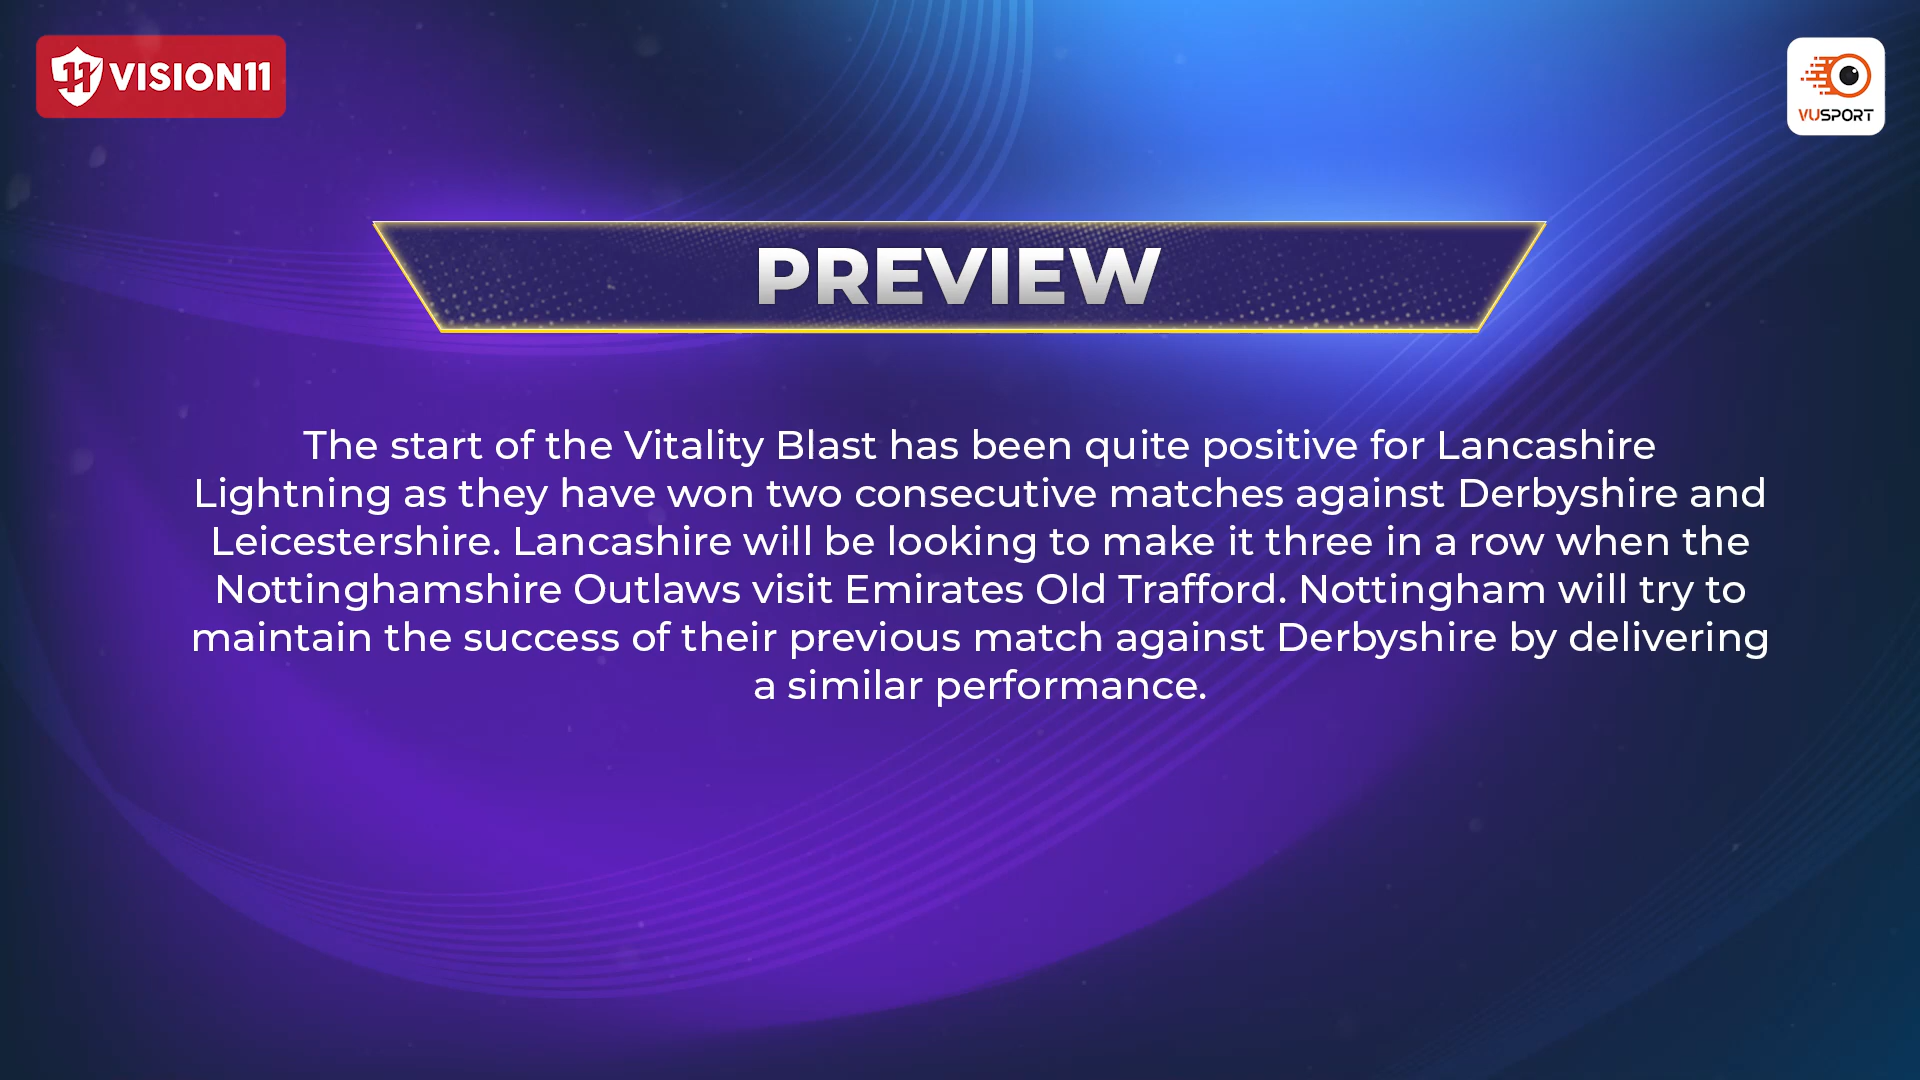 VISION11
VUSPORT
PREVIEW
The start of the Vitality Blast has been quite positive for Lancashire
Lightning as they have won two consecutive matches against Derbyshire and
Leicestershire. Lancashire will be looking to make it three in a row when the
Nottinghamshire Outlaws visit Emirates Old Trafford. Nottingham will try to
maintain the success of their previous match against Derbyshire by delivering
a similar performance.